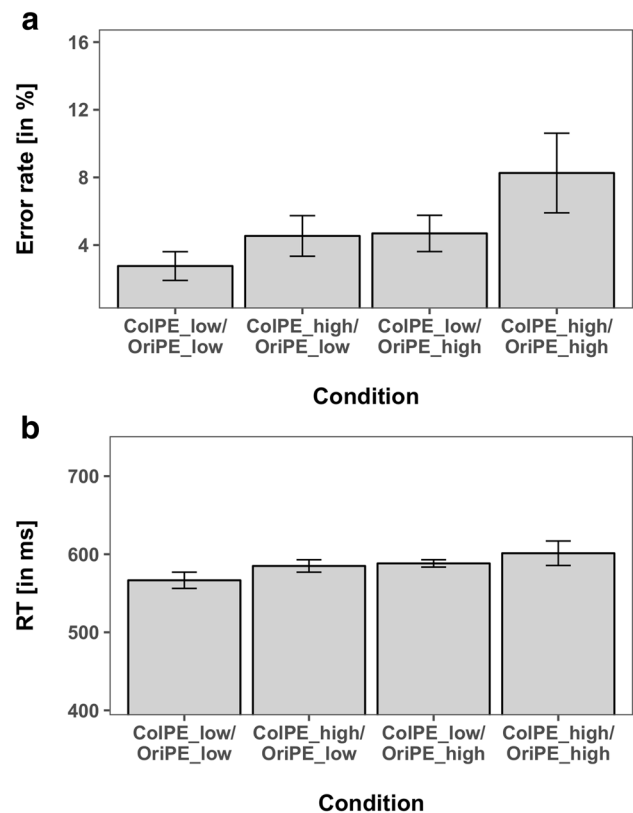 a
Error rate [in %]
16
12
8
4
ColPE_low/ ColPE_high/ ColPE_low/ ColPE_high/
OriPE_low OriPE_low OriPE_high OriPE_high
Condition
b
RT [in ms]
700
600
500
400
ColPE_low/ ColPE_high/ ColPE_low/ ColPE_high/
OriPE_low OriPE_low OriPE_high OriPE_high
Condition